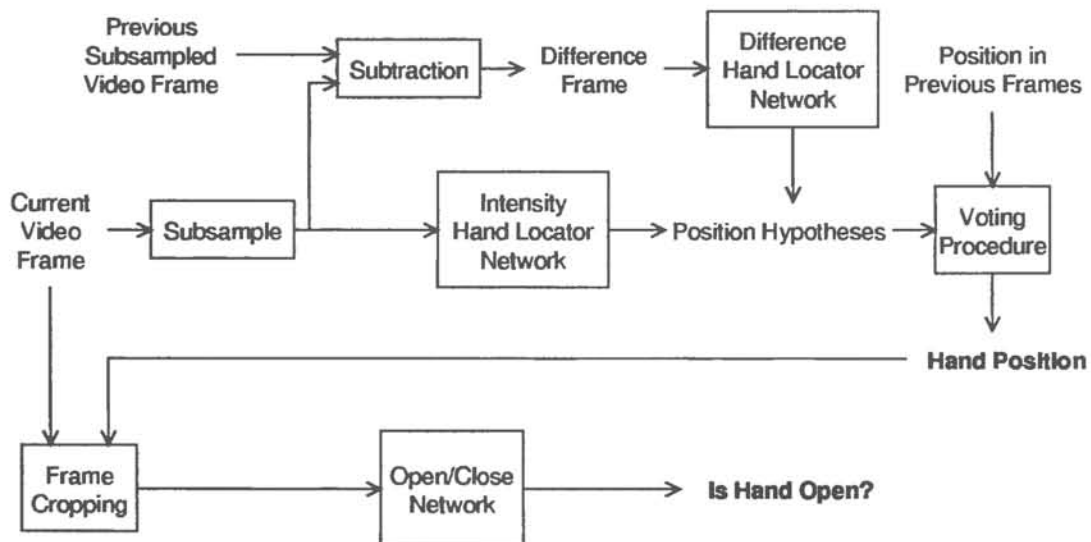 Previous
Subsampled
Video Frame
Subtraction
Difference
Frame
Difference
Hand Locator
Network
Position in
Previous Frames
Current
Video
Frame
Subsample
Intensity
Hand Locator
Network
Position Hypotheses
Voting
Procedure
Hand Position
Frame
Cropping
Open/Close
Network
Is Hand Open?